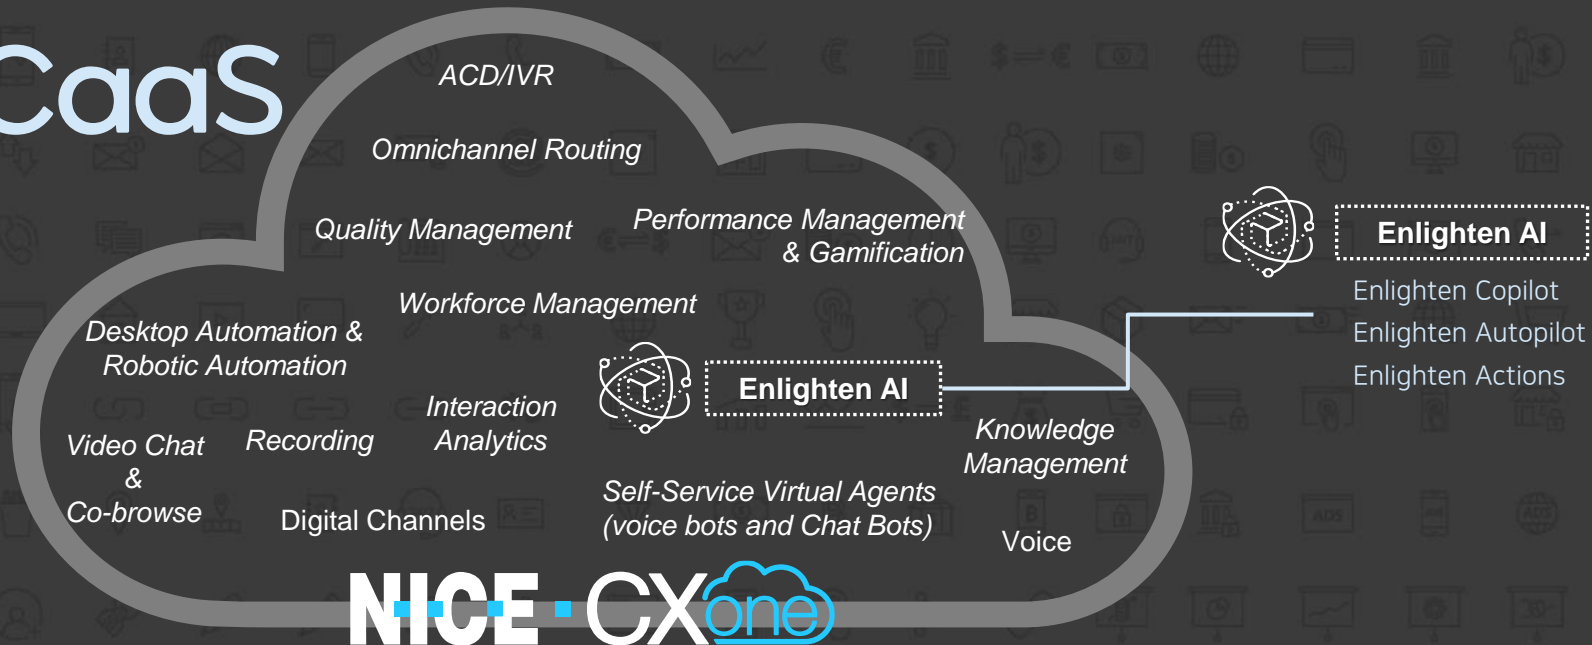 CaaS
ACD/IVR
Omnichannel Routing
Quality Management
Performance Management
& Gamification
Workforce Management
Desktop Automation &
Robotic Automation
Enlighten AI
Interaction
Analytics
Recording
Video Chat
&
Co-browse
Digital Channels
Self-Service Virtual Agents
(voice bots and Chat Bots)
Knowledge
Management
Voice
NICE CXone
Enlighten AI
Enlighten Copilot
Enlighten Autopilot
Enlighten Actions
ADS
ADS